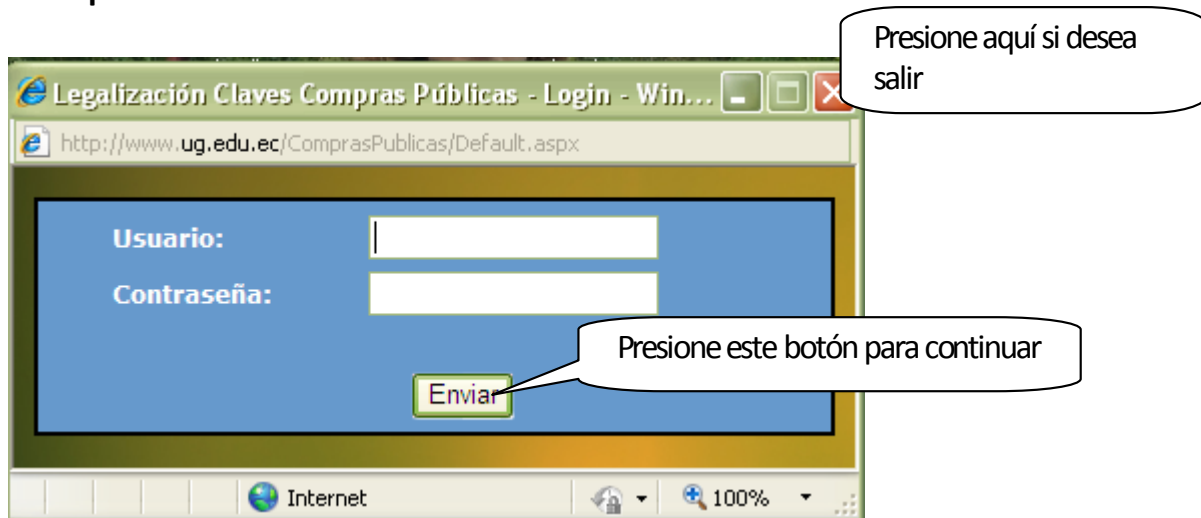 Presione aquí si desea
salir
Legalización Claves Compras Públicas - Login - Win...
http://www.ug.edu.ec/ComprasPublicas/Default.aspx
Usuario:
Contraseña:
Presione este botón para continuar
Enviar
Internet
100%